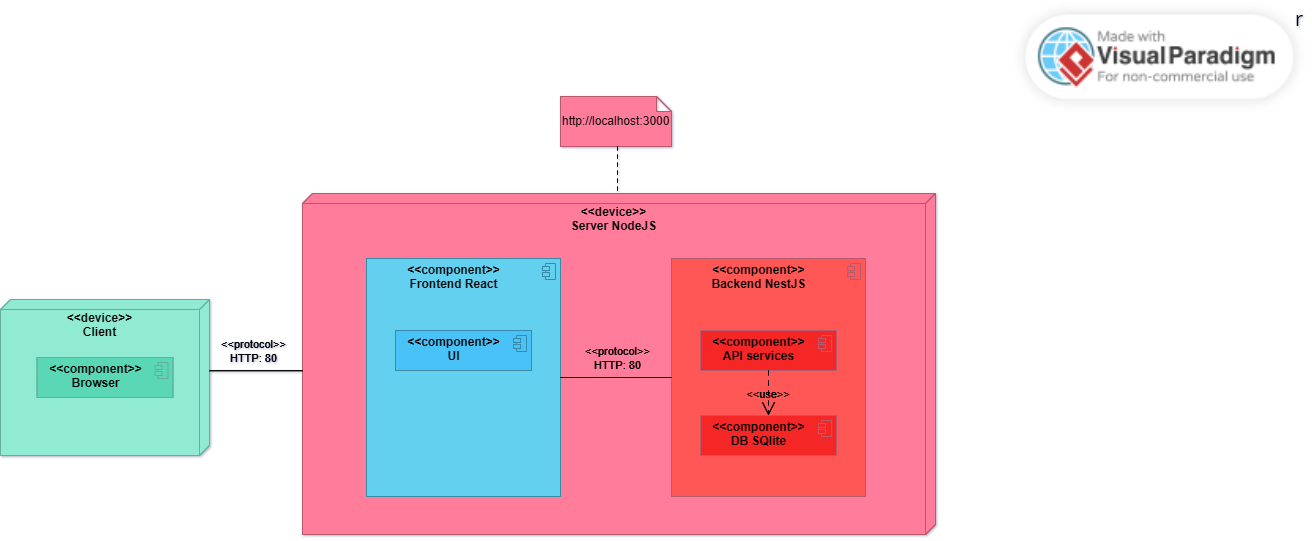 r
Made with
Visual Paradigm
For non-commercial use
http://localhost:3000
<<device>>
Server NodeJS
<<component>>
Frontend React
<<component>>
UI
<<component>>
Backend NestJS
<<component>>
API services
<<use>>
<<component>>
DB SQlite
<<device>>
Client
<<component>>
Browser
<<protocol>>
HTTP: 80
<<protocol>>
HTTP: 80